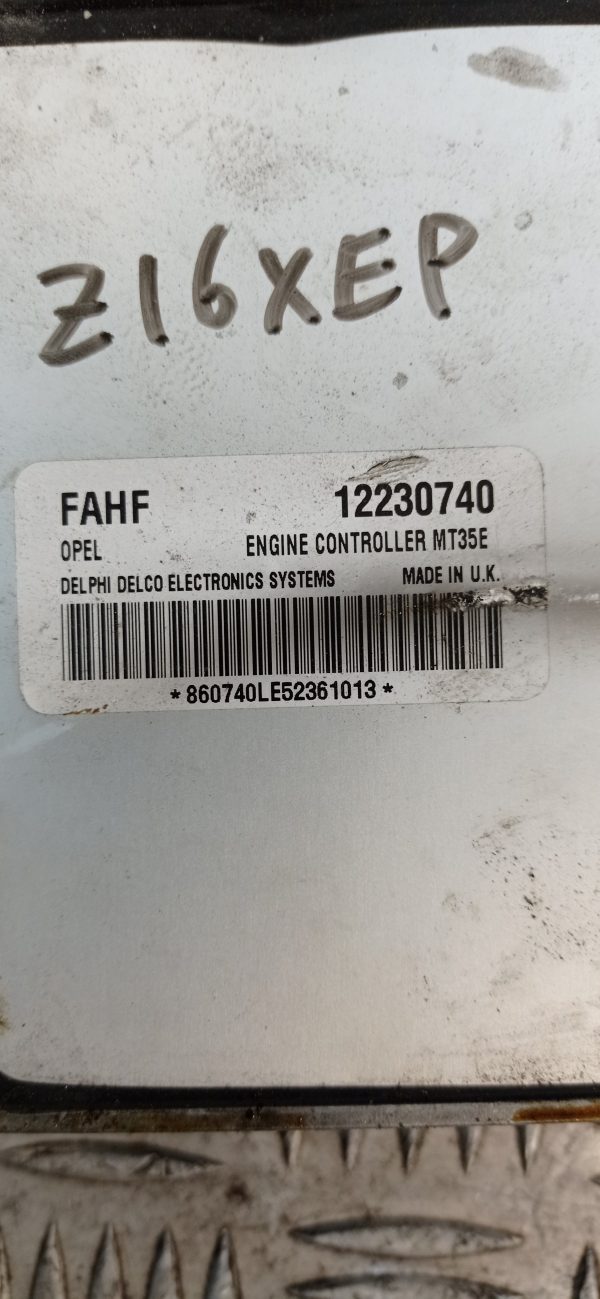 Z16XEP
FAHF 12230740
OPEL ENGINE CONTROLLER MT35E
DELPHI DELCO ELECTRONICS SYSTEMS MADE IN U.K.
*860740LE52361013*